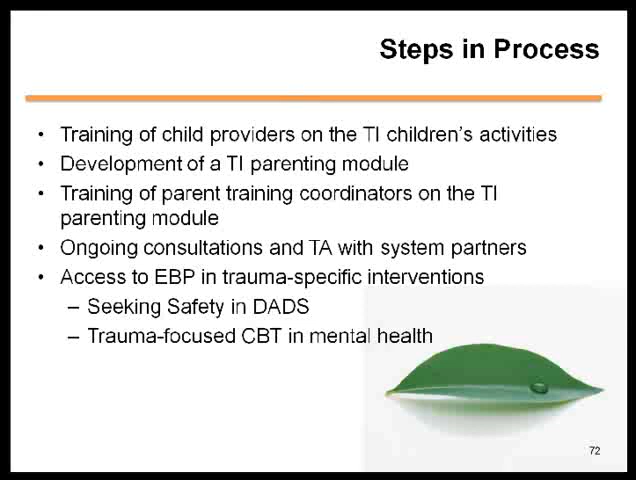 Steps in Process
• Training of child providers on the TI children's activities
• Development of a TI parenting module
• Training of parent training coordinators on the TI
parenting module
• Ongoing consultations and TA with system partners
• Access to EBP in trauma-specific interventions
– Seeking Safety in DADS
– Trauma-focused CBT in mental health
72